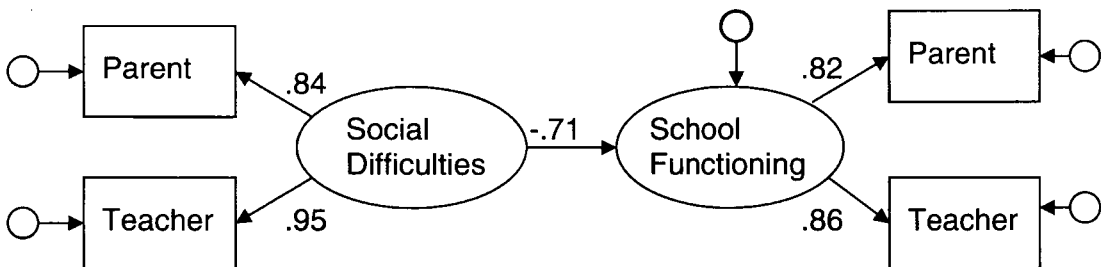 Parent
.84
Teacher
.95
Social
Difficulties
-.71
School
Functioning
.82
Parent
.86
Teacher